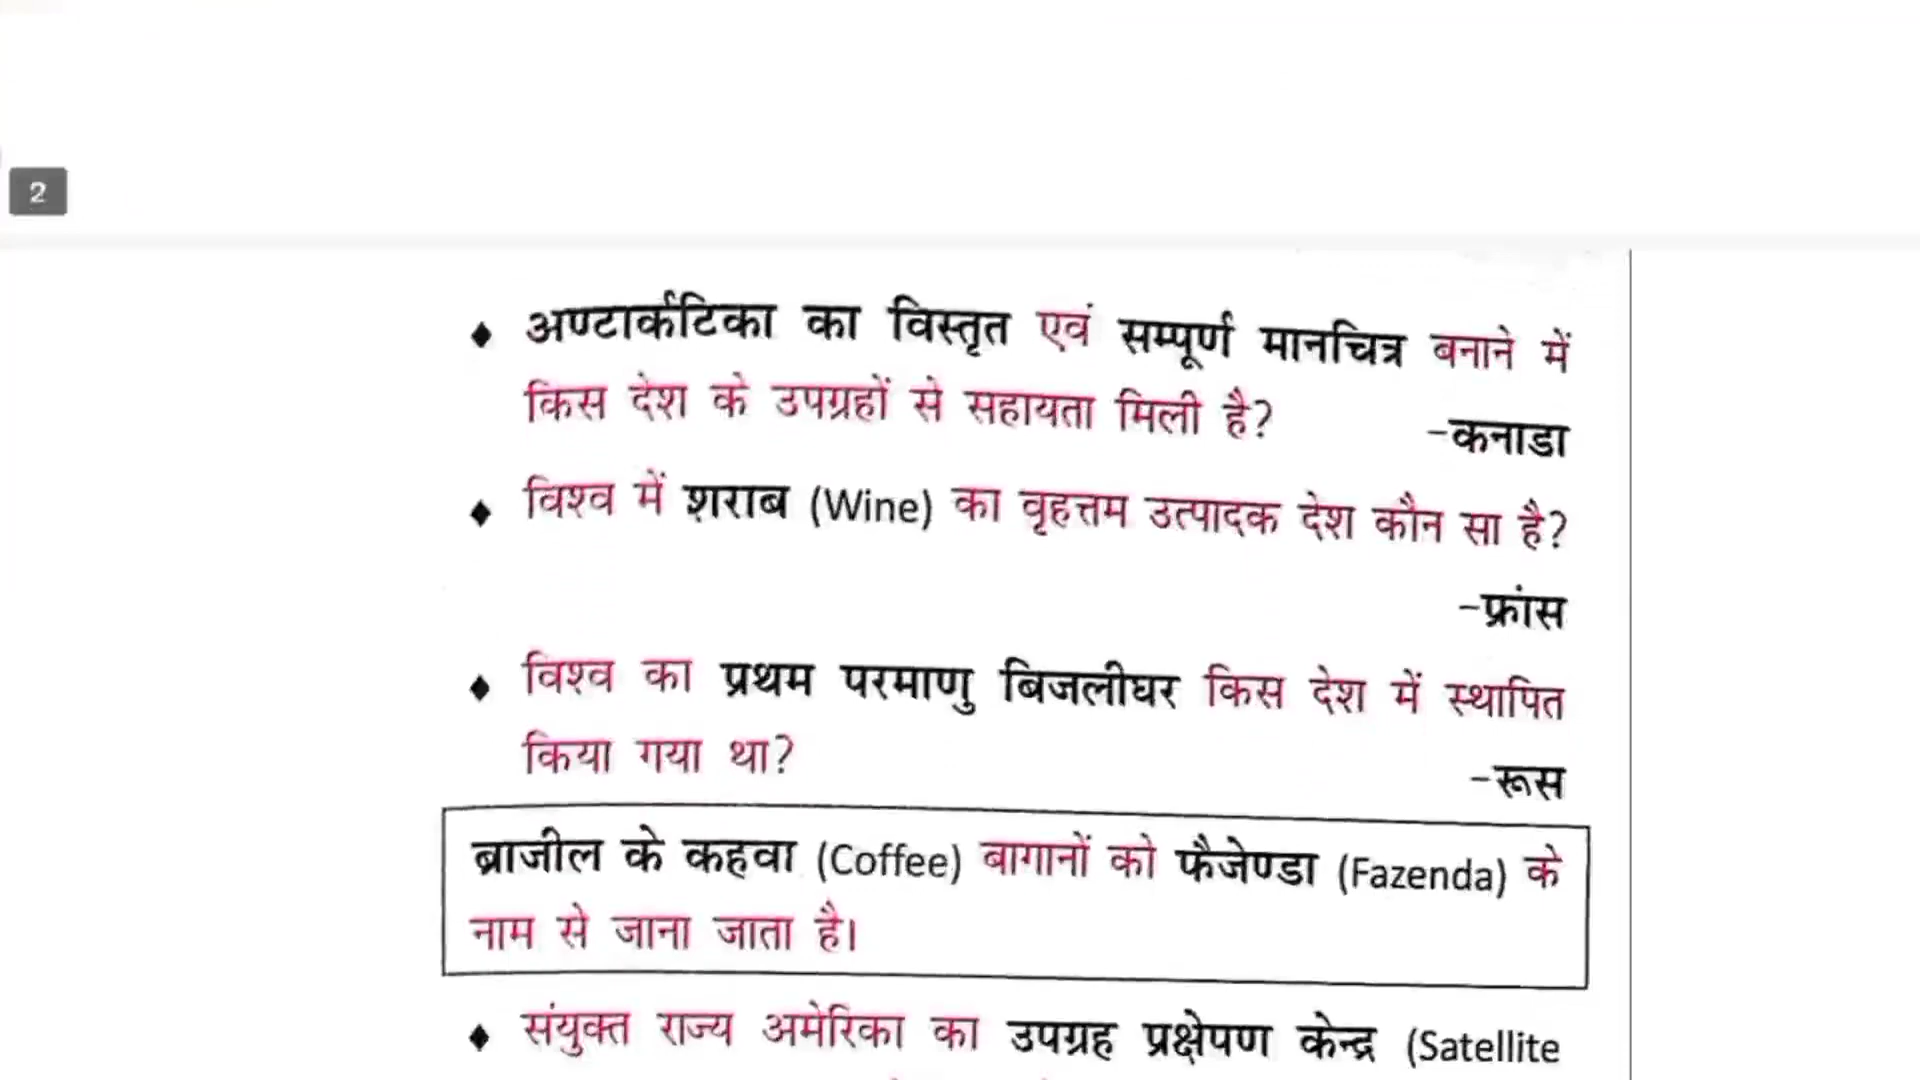 2
अण्टार्कटिका का विस्तृत एवं सम्पूर्ण मानचित्र बनाने में
किस देश के उपग्रहों से सहायता मिली है? -कनाडा
विश्व में शराब (Wine) का वृहत्तम उत्पादक देश कौन सा है?
-फ्रांस
विश्व का प्रथम परमाणु बिजलीघर किस देश में स्थापित
किया गया था? -रूस
ब्राजील के कहवा (Coffee) बागानों को फैजेण्डा (Fazenda) के
नाम से जाना जाता है।
संयुक्त राज्य अमेरिका का उपग्रह प्रक्षेपण केन्द्र (Satellite